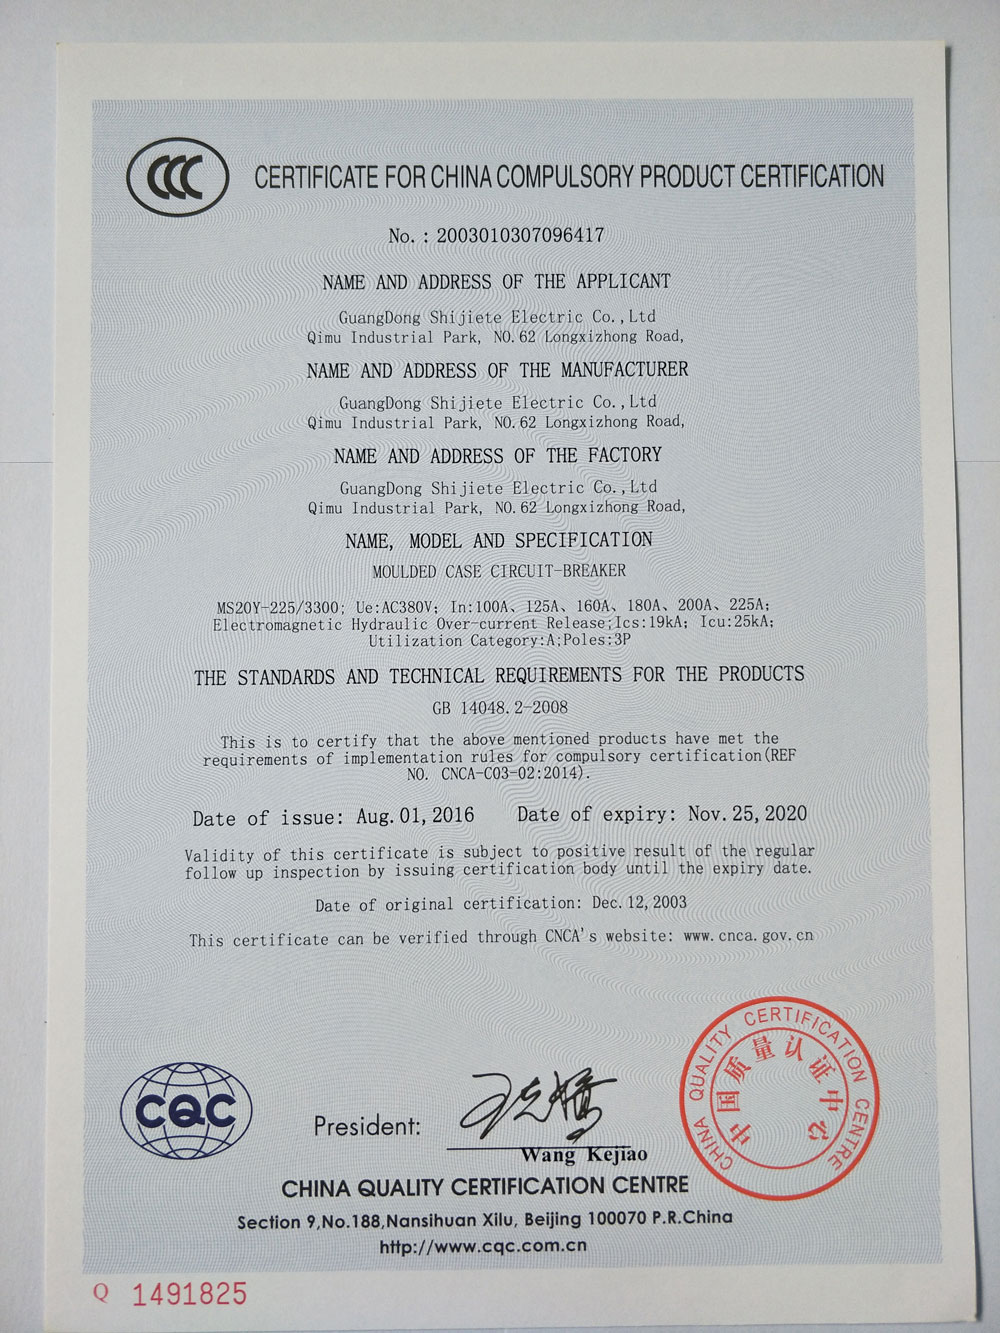 CCC
CERTIFICATE FOR CHINA COMPULSORY PRODUCT CERTIFICATION
No.: 2003010307096417
NAME AND ADDRESS OF THE APPLICANT
GuangDong Shijiete Electric Co.,Ltd
Qimu Industrial Park, NO.62 Longxizhong Road,
NAME AND ADDRESS OF THE MANUFACTURER
GuangDong Shijiete Electric Co.,Ltd
Qimu Industrial Park, NO.62 Longxizhong Road,
NAME AND ADDRESS OF THE FACTORY
GuangDong Shijiete Electric Co.,Ltd
Qimu Industrial Park, NO.62 Longxizhong Road,
NAME, MODEL AND SPECIFICATION
MOULDED CASE CIRCUIT-BREAKER
MS20Y-225/3300; Ue:AC380V; In:100A、125A、160A、180A、200A、225A;
Electromagnetic Hydraulic Over-current Release;Ics:19kA; Icu:25kA;
Utilization Category:A;Poles:3P
THE STANDARDS AND TECHNICAL REQUIREMENTS FOR THE PRODUCTS
GB 14048.2-2008
This is to certify that the above mentioned products have met the
requirements of implementation rules for compulsory certification(REF
NO. CNCA-C03-02:2014).
Date of issue: Aug.01,2016 Date of expiry: Nov.25,2020
Validity of this certificate is subject to positive result of the regular
follow up inspection by issuing certification body until the expiry date.
Date of original certification: Dec.12,2003
This certificate can be verified through CNCA's website: www.cnca.gov.cn
CHINA QUALITY CERTIFICATION CENTRE
中国质量认证中心
CQC
President: 王克娇
Wang Kejiao
CHINA QUALITY CERTIFICATION CENTRE
Section 9,No.188,Nansihuan Xilu, Beijing 100070 P.R.China
http://www.cqc.com.cn
Q 1491825